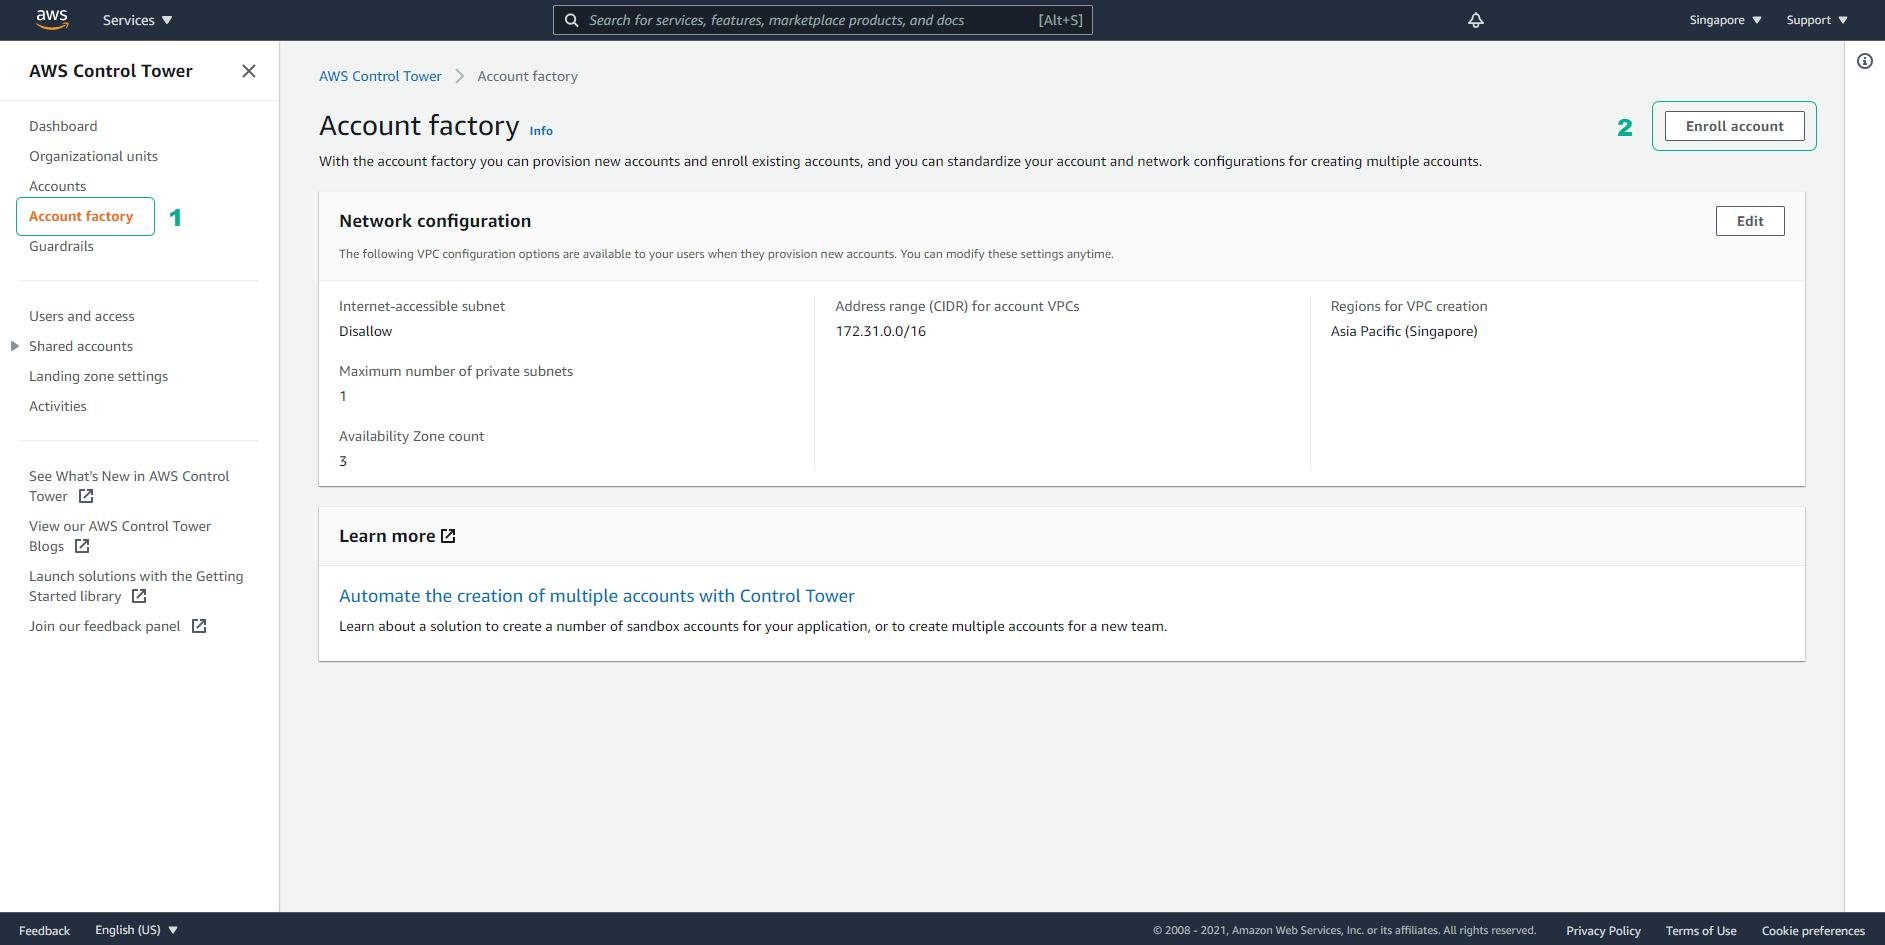 aws
Services
Search for services, features, marketplace products, and docs
[Alt+S]
Singapore
Support
AWS Control Tower
Dashboard
Organizational units
Accounts
Account factory
1
Guardrails
Users and access
Shared accounts
Landing zone settings
Activities
See What's New in AWS Control
Tower
View our AWS Control Tower
Blogs
Launch solutions with the Getting
Started library
Join our feedback panel
AWS Control Tower
Account factory
Account factory Info
2
Enroll account
With the account factory you can provision new accounts and enroll existing accounts, and you can standardize your account and network configurations for creating multiple accounts.
Network configuration
Edit
The following VPC configuration options are available to your users when they provision new accounts. You can modify these settings anytime.
Internet-accessible subnet
Disallow
Maximum number of private subnets
1
Availability Zone count
3
Address range (CIDR) for account VPCs
172.31.0.0/16
Regions for VPC creation
Asia Pacific (Singapore)
Learn more
Automate the creation of multiple accounts with Control Tower
Learn about a solution to create a number of sandbox accounts for your application, or to create multiple accounts for a new team.
Feedback
English (US)
© 2008 - 2021, Amazon Web Services, Inc. or its affiliates. All rights reserved.
Privacy Policy
Terms of Use
Cookie preferences